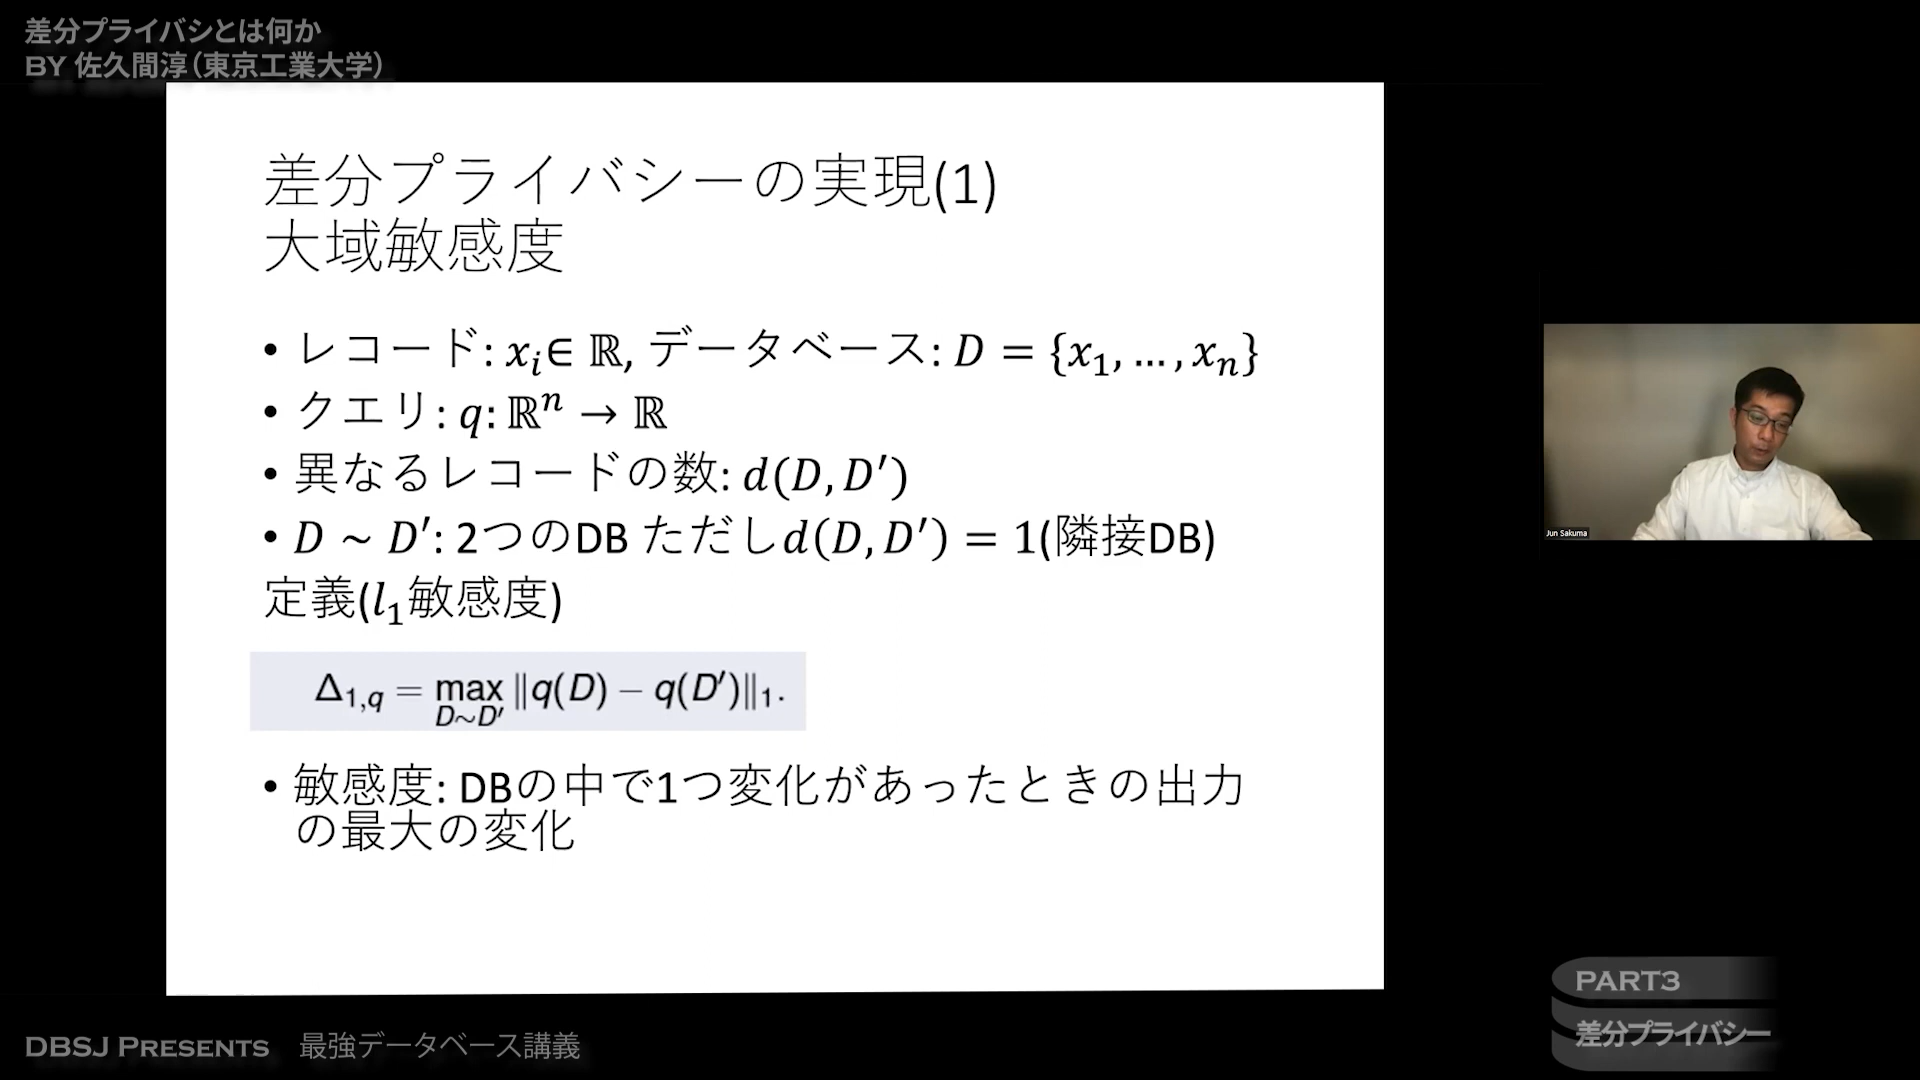 差分プライバシとは何か
BY 佐久間淳(東京工業大学)
差分プライバシーの実現(1)
大域敏感度
• レコード: x_i∈ ℝ, データベース: D = {x_1, … , x_n}
• クエリ: q: ℝ^n → ℝ
• 異なるレコードの数: d(D, D′)
• D ~ D′: 2つのDB ただしd(D, D′) = 1(隣接DB)
定義(l_1敏感度)
Δ_{1,q} = max_{D~D′} ‖q(D) − q(D′)‖_1.
• 敏感度: DBの中で1つ変化があったときの出力
の最大の変化
Jun Sakuma
PART3
差分プライバシー
DBSJ PRESENTS 最強データベース講義